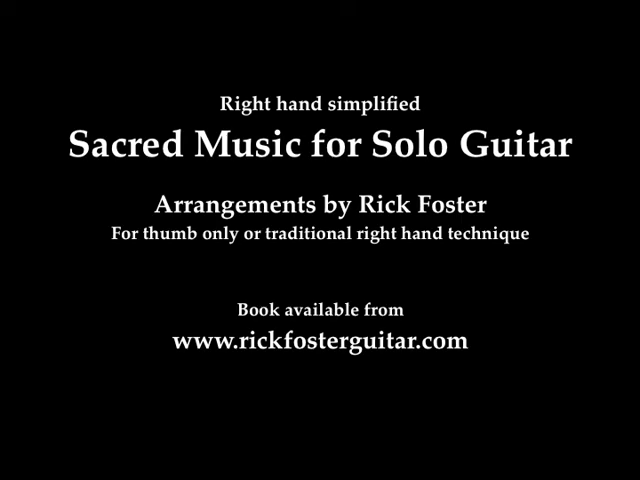 Right hand simplified
Sacred Music for Solo Guitar
Arrangements by Rick Foster
For thumb only or traditional right hand technique
Book available from
www.rickfosterguitar.com